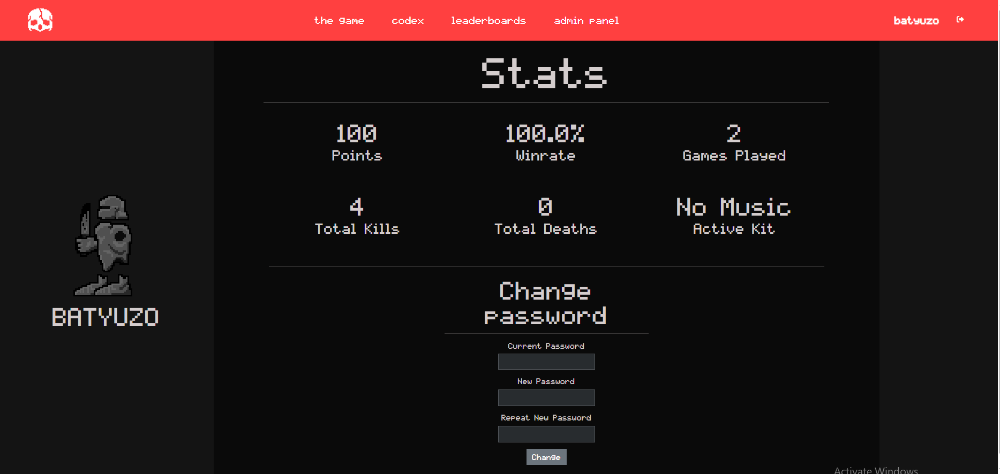 the game codex leaderboards admin panel batyuzo
Stats
100 100.0% 2
Points Winrate Games Played
4 0 No Music
Total Kills Total Deaths Active Kit
BATYUZO
Change
password
Current Password
New Password
Repeat New Password
Change
Activate Windows